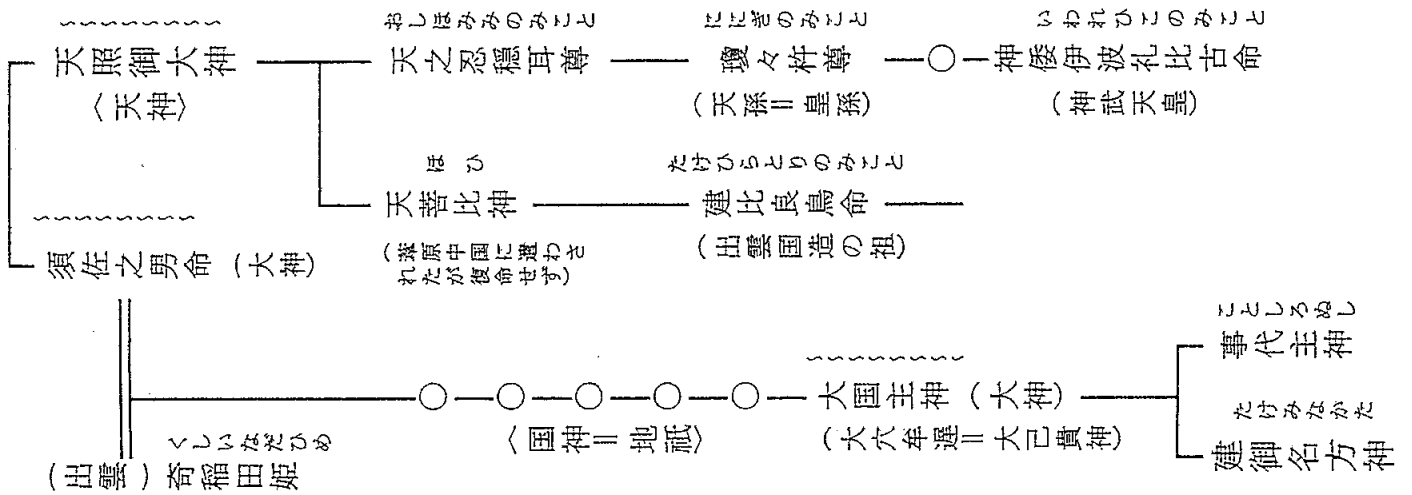 おしほみみのみこと
ににぎのみこと
いわれひこのみこと
天照御大神
天之忍穏耳尊
瓊々杵尊
神倭伊波礼比古命
〈天神〉
(天孫=皇孫)
(神武天皇)
ほひ
たけひらとりのみこと
天菩比神
建比良鳥命
須佐之男命(大神)
(葦原中国に遣わさ
れたが復命せず)
(出雲国造の祖)
ことしろぬし
事代主神
大国主神(大神)
〈国神=地祇〉
(大穴牟遅=大己貴神)
たけみなかた
建御名方神
くしいなだひめ
(出雲)奇稲田姫